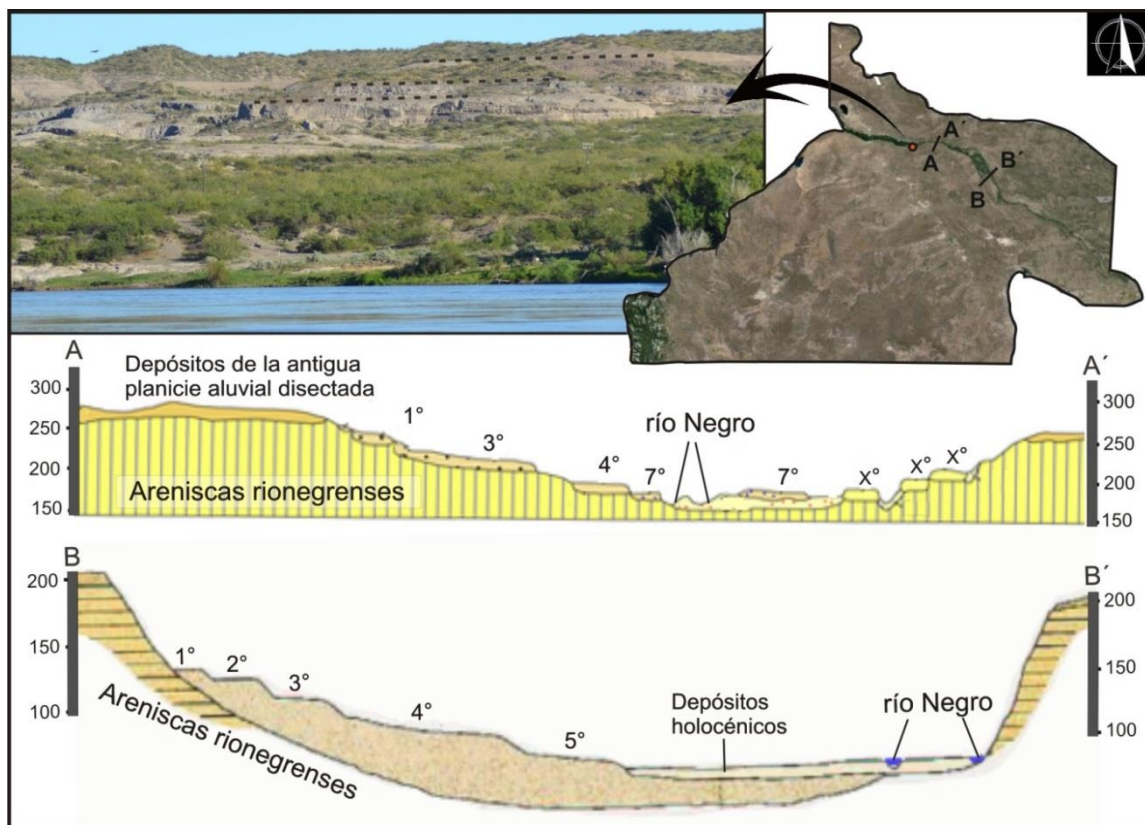 A´
A
B´
B
A
A´
Depósitos de la antigua
planicie aluvial disectada
300
250
200
150
300
250
200
150
1°
3°
4°
7°
río Negro
7°
X°
X°
X°
Areniscas rionegrenses
B
B´
200
150
100
200
150
100
1°
2°
3°
4°
5°
Depósitos
holocénicos
río Negro
Areniscas rionegrenses